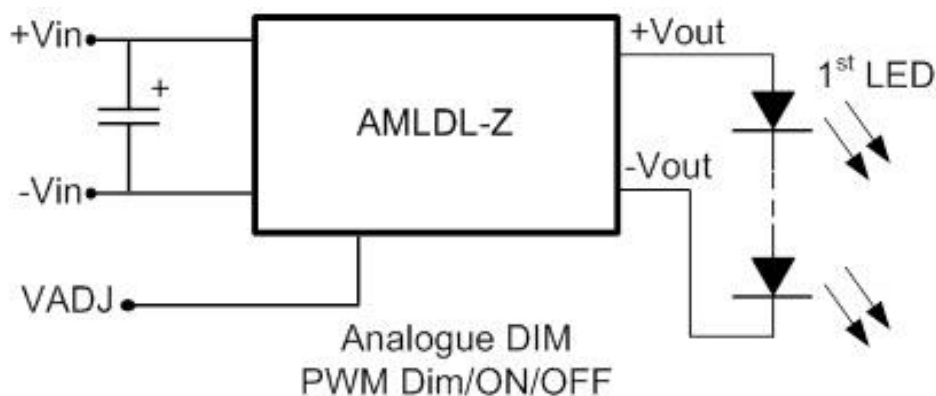 +Vin
+
-Vin
VADJ
AMLDL-Z
+Vout
-Vout
1st LED
Analogue DIM
PWM Dim/ON/OFF